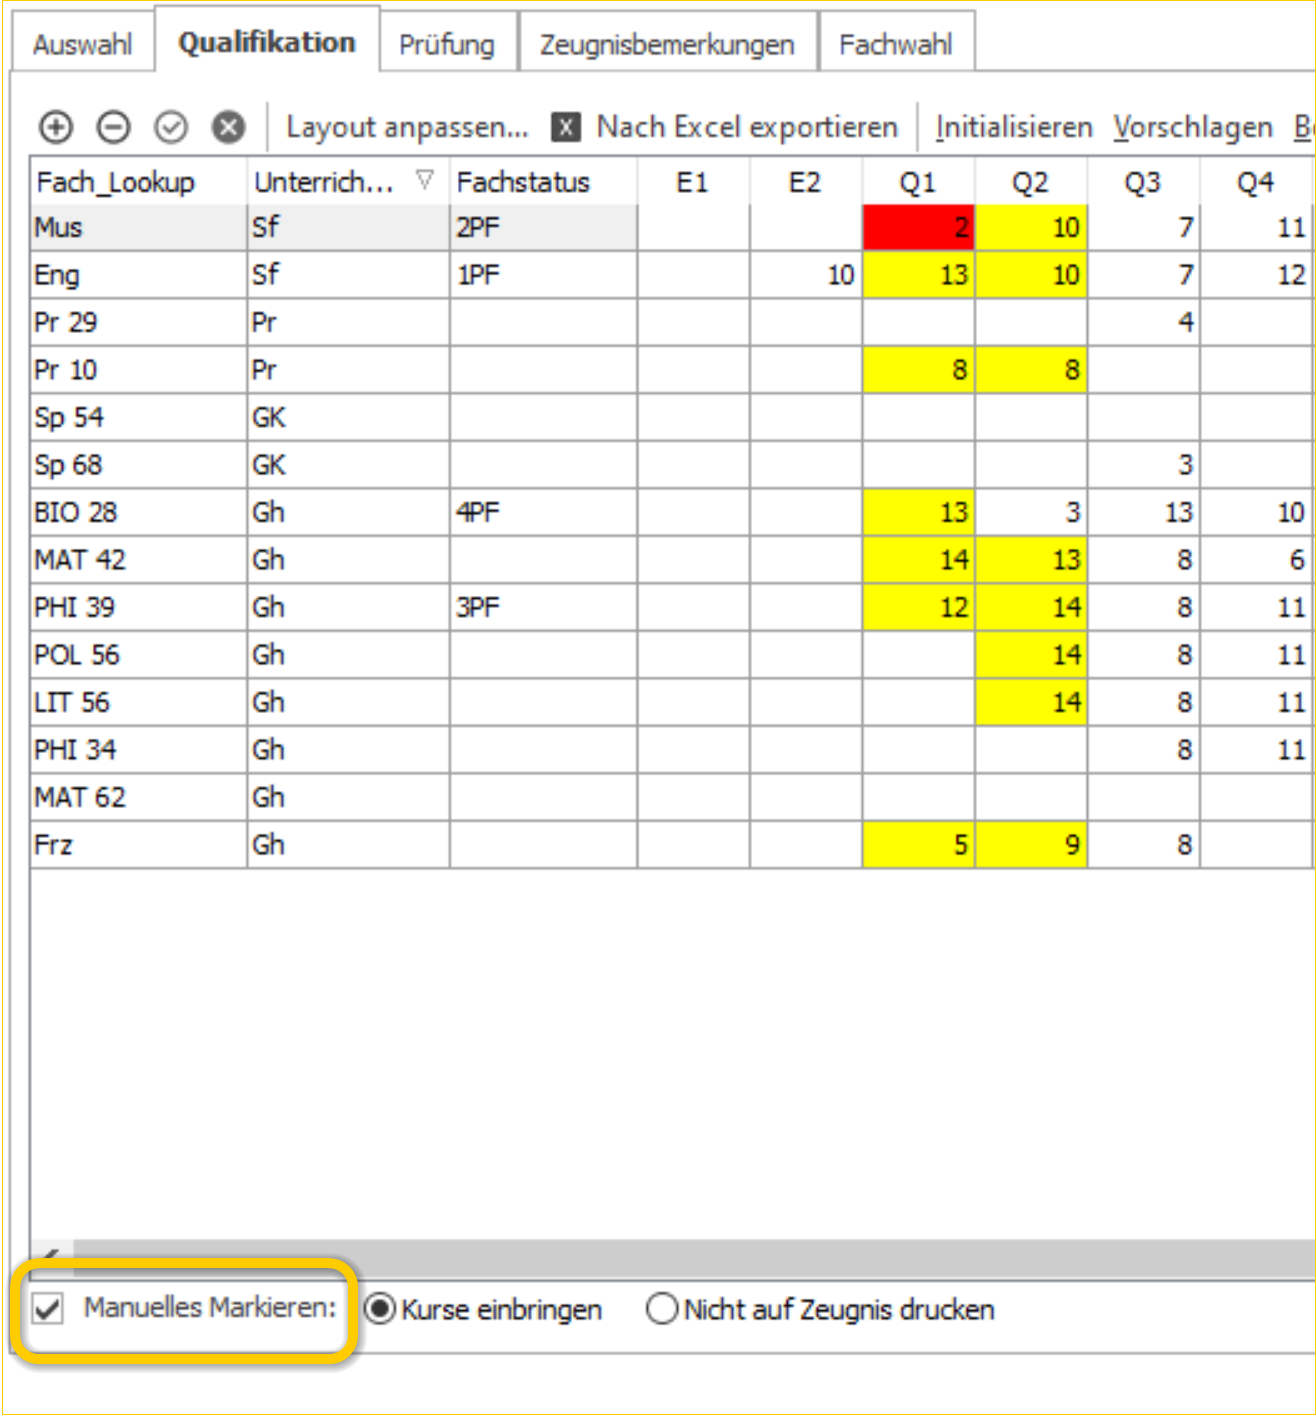 Auswahl Qualifikation Prüfung Zeugnisbemerkungen Fachwahl
Layout anpassen... X Nach Excel exportieren Initialisieren Vorschlagen
Fach_Lookup Unterrich... Fachstatus E1 E2 Q1 Q2 Q3 Q4
Mus Sf 2PF 2 10 7 11
Eng Sf 1PF 10 13 10 7 12
Pr 29 Pr 4
Pr 10 Pr 8 8
Sp 54 GK
Sp 68 GK 3
BIO 28 Gh 4PF 13 3 13 10
MAT 42 Gh 14 13 8 6
PHI 39 Gh 3PF 12 14 8 11
POL 56 Gh 14 8 11
LIT 56 Gh 14 8 11
PHI 34 Gh 8 11
MAT 62 Gh
Frz Gh 5 9 8
Manuelles Markieren: Kurse einbringen Nicht auf Zeugnis drucken